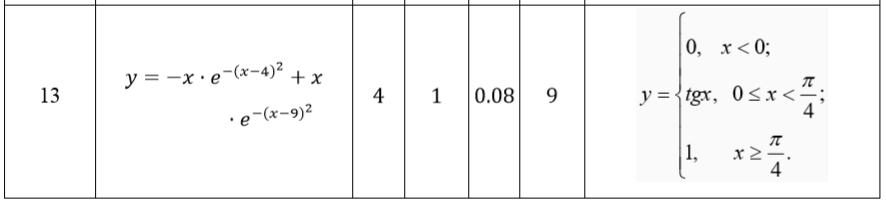 13
y = −x · e^{−(x−4)^2} + x
· e^{−(x−9)^2}
4
1
0.08
9
y = { 0, x < 0;
tgx, 0 ≤ x < π/4;
1, x ≥ π/4.